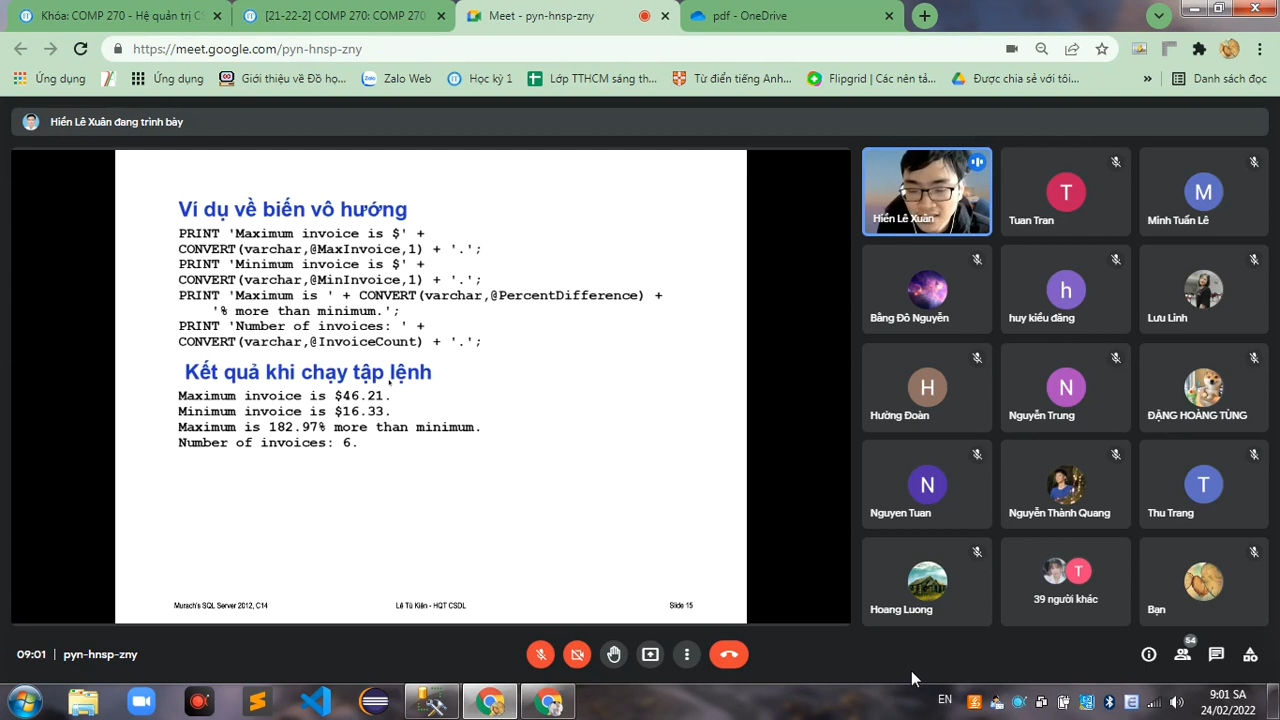 Khóa: COMP 270 - Hệ quản trị CS
[21-22-2] COMP 270: COMP 270
Meet - pyn-hnsp-zny
pdf - OneDrive
https://meet.google.com/pyn-hnsp-zny
Ứng dụng
Ứng dụng
Giới thiệu về Đồ họ...
Zalo Web
Học kỳ 1
Lớp TTHCM sáng th...
Từ điển tiếng Anh...
Flipgrid | Các nền tả...
Được chia sẻ với tôi...
»
Danh sách đọc
Hiển Lê Xuân đang trình bày
Ví dụ về biến vô hướng
PRINT 'Maximum invoice is $' +
CONVERT(varchar,@MaxInvoice,1) + '.';
PRINT 'Minimum invoice is $' +
CONVERT(varchar,@MinInvoice,1) + '.';
PRINT 'Maximum is ' + CONVERT(varchar,@PercentDifference) +
'% more than minimum.';
PRINT 'Number of invoices: ' +
CONVERT(varchar,@InvoiceCount) + '.';
Kết quả khi chạy tập lệnh
Maximum invoice is $46.21.
Minimum invoice is $16.33.
Maximum is 182.97% more than minimum.
Number of invoices: 6.
Murach's SQL Server 2012, C14
Lê Tú Kiên - HQT CSDL
Slide 15
Hiển Lê Xuân
T
Tuan Tran
M
Minh Tuấn Lê
Bằng Đô Nguyễn
h
huy kiều đăng
Lưu Linh
H
Hường Đoàn
N
Nguyễn Trung
ĐẶNG HOÀNG TÙNG
N
Nguyen Tuan
Nguyễn Thành Quang
T
Thu Trang
Hoang Luong
T
39 người khác
Bạn
09:01 | pyn-hnsp-zny
54
EN
9:01 SA
24/02/2022